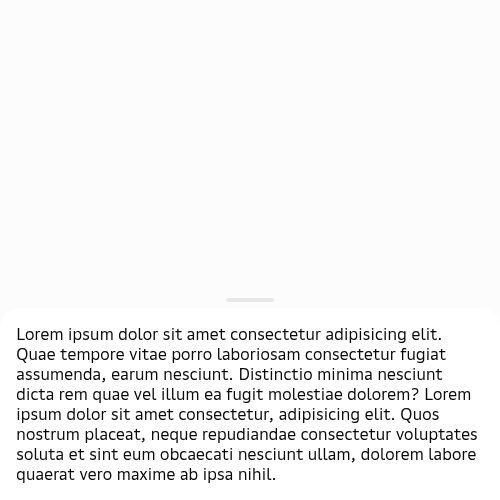 Lorem ipsum dolor sit amet consectetur adipisicing elit.
Quae tempore vitae porro laboriosam consectetur fugiat
assumenda, earum nesciunt. Distinctio minima nesciunt
dicta rem quae vel illum ea fugit molestiae dolorem? Lorem
ipsum dolor sit amet consectetur, adipisicing elit. Quos
nostrum placeat, neque repudiandae consectetur voluptates
soluta et sint eum obcaecati nesciunt ullam, dolorem labore
quaerat vero maxime ab ipsa nihil.